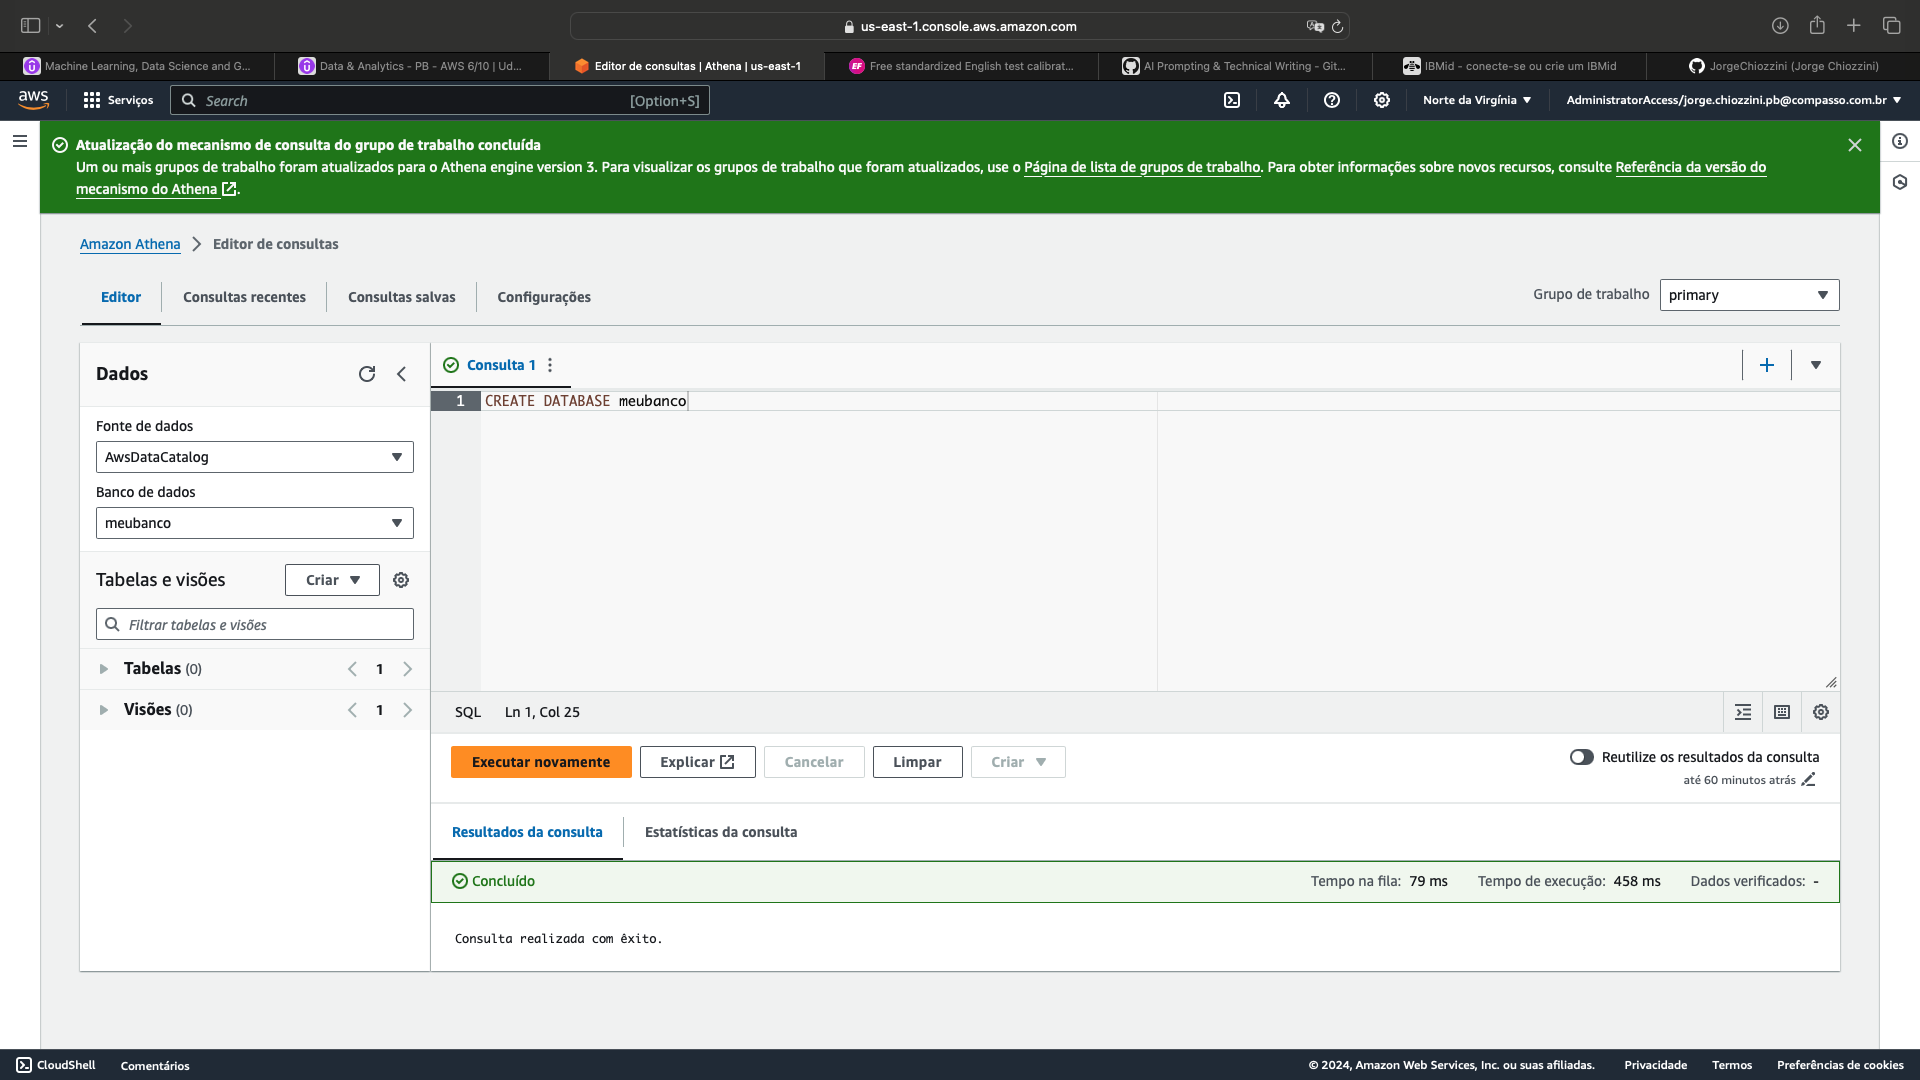 us-east-1.console.aws.amazon.com
Machine Learning, Data Science and G...
Data & Analytics - PB - AWS 6/10 | Ud...
Editor de consultas | Athena | us-east-1
EF Free standardized English test calibrat...
AI Prompting & Technical Writing - Git...
IBMid - conecte-se ou crie um IBMid
JorgeChiozzini (Jorge Chiozzini)
aws
Serviços
Search [Option+S]
Norte da Virgínia
AdministratorAccess/jorge.chiozzini.pb@compasso.com.br
Atualização do mecanismo de consulta do grupo de trabalho concluída
Um ou mais grupos de trabalho foram atualizados para o Athena engine version 3. Para visualizar os grupos de trabalho que foram atualizados, use o Página de lista de grupos de trabalho. Para obter informações sobre novos recursos, consulte Referência da versão do
mecanismo do Athena.
Amazon Athena > Editor de consultas
Editor
Consultas recentes
Consultas salvas
Configurações
Grupo de trabalho
primary
Dados
Fonte de dados
AwsDataCatalog
Banco de dados
meubanco
Tabelas e visões
Criar
Filtrar tabelas e visões
Tabelas (0)
< 1 >
Visões (0)
< 1 >
Consulta 1
1 CREATE DATABASE meubanco
SQL
Ln 1, Col 25
Executar novamente
Explicar
Cancelar
Limpar
Criar
Reutilize os resultados da consulta
até 60 minutos atrás
Resultados da consulta
Estatísticas da consulta
Concluído
Tempo na fila: 79 ms
Tempo de execução: 458 ms
Dados verificados: -
Consulta realizada com êxito.
CloudShell
Comentários
© 2024, Amazon Web Services, Inc. ou suas afiliadas.
Privacidade
Termos
Preferências de cookies